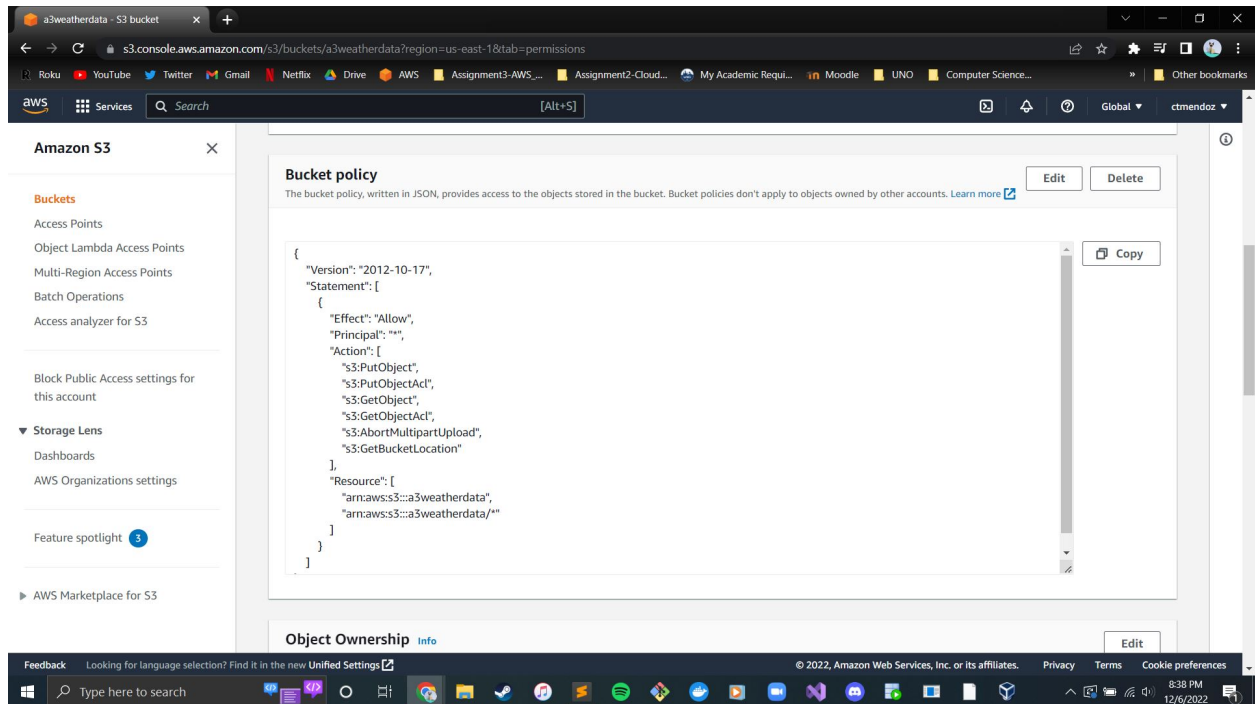 a3weatherdata - S3 bucket
s3.console.aws.amazon.com/s3/buckets/a3weatherdata?region=us-east-1&tab=permissions
Roku YouTube Twitter Gmail Netflix Drive AWS Assignment3-AWS_... Assignment2-Cloud... My Academic Requi... Moodle UNO Computer Science... » Other bookmarks
aws Services Search [Alt+S] Global ctmendoz
Amazon S3
Buckets
Access Points
Object Lambda Access Points
Multi-Region Access Points
Batch Operations
Access analyzer for S3
Block Public Access settings for
this account
Storage Lens
Dashboards
AWS Organizations settings
Feature spotlight 3
AWS Marketplace for S3
Bucket policy
Edit Delete
The bucket policy, written in JSON, provides access to the objects stored in the bucket. Bucket policies don't apply to objects owned by other accounts. Learn more
Copy
{
"Version": "2012-10-17",
"Statement": [
{
"Effect": "Allow",
"Principal": "*",
"Action": [
"s3:PutObject",
"s3:PutObjectAcl",
"s3:GetObject",
"s3:GetObjectAcl",
"s3:AbortMultipartUpload",
"s3:GetBucketLocation"
],
"Resource": [
"arn:aws:s3:::a3weatherdata",
"arn:aws:s3:::a3weatherdata/*"
]
}
]
Object Ownership Info
Edit
Feedback Looking for language selection? Find it in the new Unified Settings © 2022, Amazon Web Services, Inc. or its affiliates. Privacy Terms Cookie preferences
Type here to search
8:38 PM
12/6/2022
1